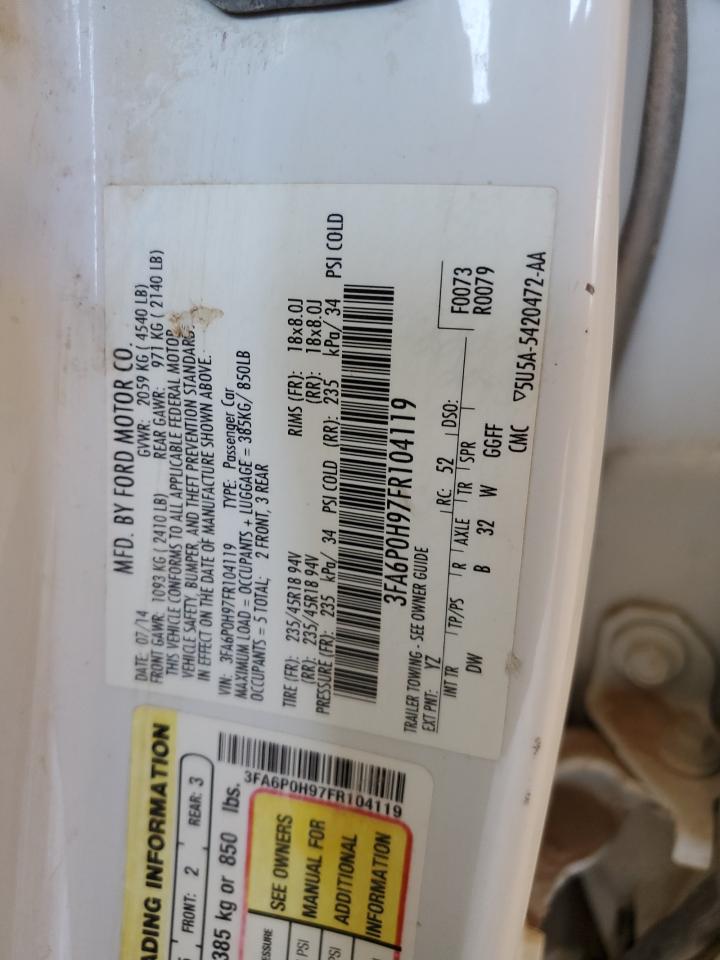 MFD. BY FORD MOTOR CO.
DATE: 07/14 GVWR: 2059 KG ( 4540 LB)
FRONT GAWR: 1093 KG ( 2410 LB) REAR GAWR: 971 KG ( 2140 LB)
THIS VEHICLE CONFORMS TO ALL APPLICABLE FEDERAL MOTOR
VEHICLE SAFETY, BUMPER, AND THEFT PREVENTION STANDARDS
IN EFFECT ON THE DATE OF MANUFACTURE SHOWN ABOVE.
VIN: 3FA6P0H97FR104119 TYPE: Passenger Car
MAXIMUM LOAD = OCCUPANTS + LUGGAGE = 385KG/ 850LB
OCCUPANTS = 5 TOTAL: 2 FRONT, 3 REAR
TIRE (FR): 235/45R18 94V RIMS (FR): 18x8.0J
(RR): 235/45R18 94V (RR): 18x8.0J
PRESSURE (FR): 235 kPa/ 34 PSI COLD (RR): 235 kPa/ 34 PSI COLD
3FA6P0H97FR104119
TRAILER TOWING - SEE OWNER GUIDE
EXT PNT: YZ RC: 52 DSO: F0073
R0079
INT TR TP/PS R AXLE TR SPR
DW B 32 W GGFF
CMC ▽5U5A-5420472-AA
ADING INFORMATION
FRONT: 2 REAR: 3
385 kg or 850 lbs.
3FA6P0H97FR104119
ESSURE
PSI
PSI
SEE OWNERS
MANUAL FOR
ADDITIONAL
INFORMATION